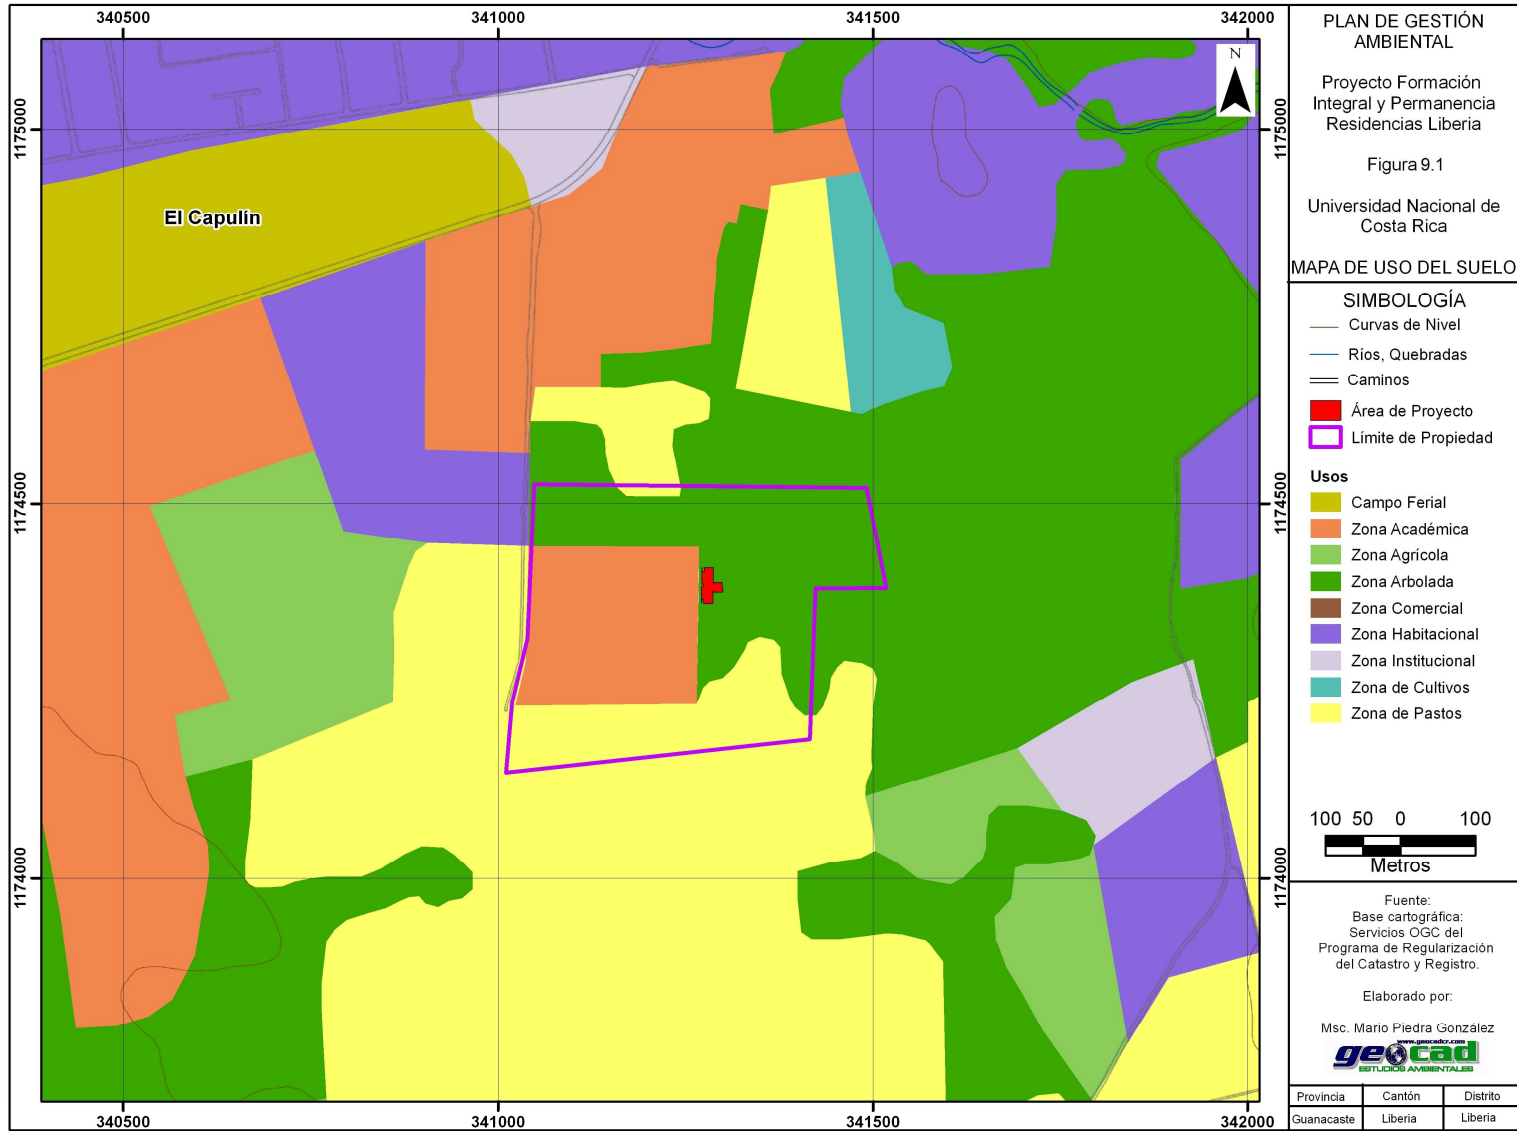 340500
341000
341500
342000
1175000
1174500
1174000
1175000
1174500
1174000
340500
341000
341500
342000
El Capulín
N
PLAN DE GESTIÓN
AMBIENTAL
Proyecto Formación
Integral y Permanencia
Residencias Liberia
Figura 9.1
Universidad Nacional de
Costa Rica
MAPA DE USO DEL SUELO
SIMBOLOGÍA
Curvas de Nivel
Ríos, Quebradas
Caminos
Área de Proyecto
Límite de Propiedad
Usos
Campo Ferial
Zona Académica
Zona Agrícola
Zona Arbolada
Zona Comercial
Zona Habitacional
Zona Institucional
Zona de Cultivos
Zona de Pastos
100 50 0 100
Metros
Fuente:
Base cartográfica:
Servicios OGC del
Programa de Regularización
del Catastro y Registro.
Elaborado por:
Msc. Mario Piedra González
www.geocadcr.com
geocad
ESTUDIOS AMBIENTALES
Provincia Cantón Distrito
Guanacaste Liberia Liberia